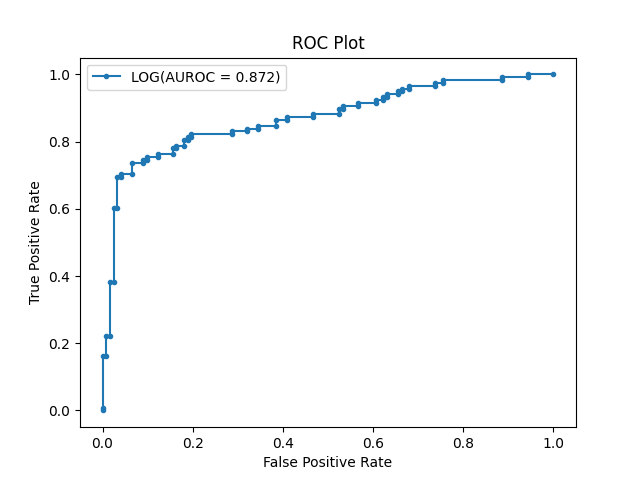 ROC Plot
LOG(AUROC = 0.872)
True Positive Rate
1.0
0.8
0.6
0.4
0.2
0.0
0.0 0.2 0.4 0.6 0.8 1.0
False Positive Rate